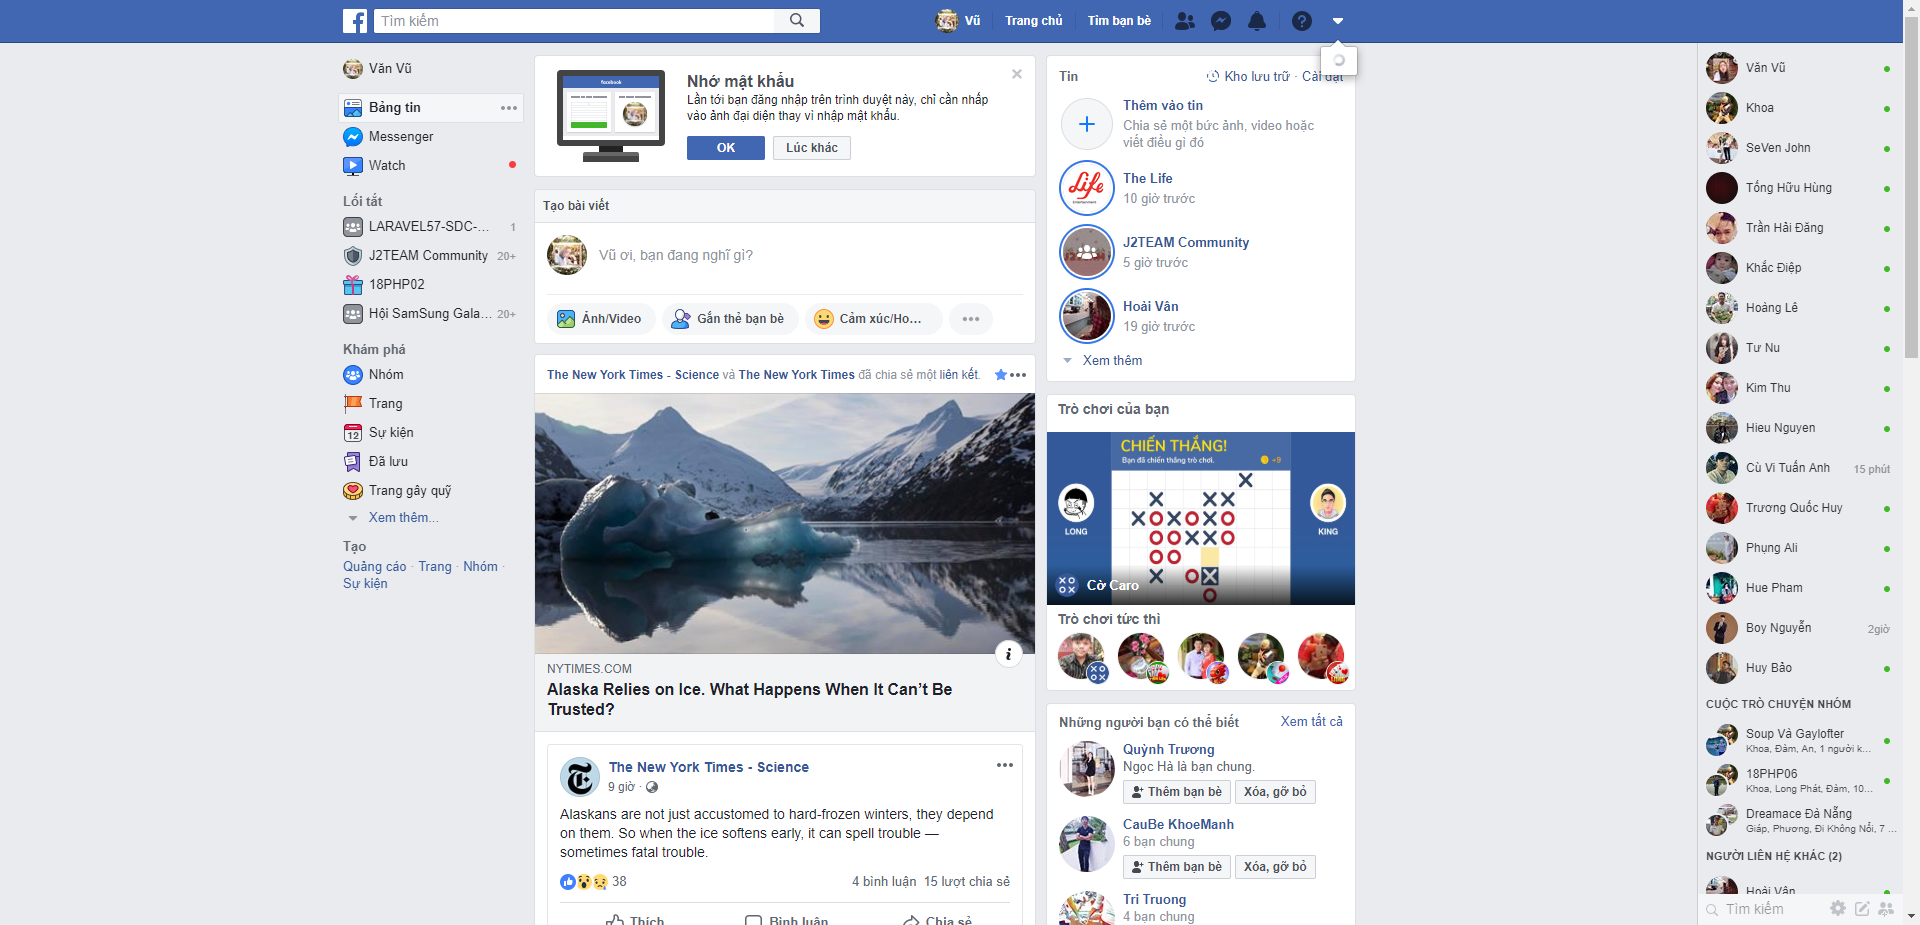 Tìm kiếm
Vũ
Trang chủ
Tìm bạn bè
Văn Vũ
Bảng tin
Messenger
Watch
Lối tắt
LARAVEL57-SDC-... 1
J2TEAM Community 20+
18PHP02
Hội SamSung Gala... 20+
Khám phá
Nhóm
Trang
Sự kiện
12
Đã lưu
Trang gây quỹ
Xem thêm...
Tạo
Quảng cáo · Trang · Nhóm ·
Sự kiện
facebook
Nhớ mật khẩu
Lần tới bạn đăng nhập trên trình duyệt này, chỉ cần nhấp
vào ảnh đại diện thay vì nhập mật khẩu.
OK
Lúc khác
Tạo bài viết
Vũ ơi, bạn đang nghĩ gì?
Ảnh/Video
Gắn thẻ bạn bè
Cảm xúc/Ho...
The New York Times - Science và The New York Times đã chia sẻ một liên kết.
NYTIMES.COM
Alaska Relies on Ice. What Happens When It Can't Be
Trusted?
The New York Times - Science
9 giờ ·
Alaskans are not just accustomed to hard-frozen winters, they depend
on them. So when the ice softens early, it can spell trouble —
sometimes fatal trouble.
38
4 bình luận 15 lượt chia sẻ
Thích
Bình luận
Chia sẻ
Tin
Kho lưu trữ · Cài đặt
Thêm vào tin
Chia sẻ một bức ảnh, video hoặc
viết điều gì đó
Life
The Life
10 giờ trước
J2TEAM Community
5 giờ trước
Hoài Vân
19 giờ trước
Xem thêm
Trò chơi của bạn
CHIẾN THẮNG!
Bạn đã chiến thắng trò chơi.
+9
LONG
KING
Cờ Caro
Trò chơi tức thì
Những người bạn có thể biết
Xem tất cả
Quỳnh Trương
Ngọc Hà là bạn chung.
Thêm bạn bè
Xóa, gỡ bỏ
CauBe KhoeManh
6 bạn chung
Thêm bạn bè
Xóa, gỡ bỏ
Tri Truong
4 bạn chung
Văn Vũ
Khoa
SeVen John
Tống Hữu Hùng
Trần Hải Đăng
Khắc Điệp
Hoàng Lê
Tư Nu
Kim Thu
Hieu Nguyen
Cù Vi Tuấn Anh 15 phút
Trương Quốc Huy
Phụng Ali
Hue Pham
Boy Nguyễn 2giờ
Huy Bảo
CUỘC TRÒ CHUYỆN NHÓM
Soup Và Gaylofter
Khoa, Đàm, An, 1 người k...
18PHP06
Khoa, Long Phát, Đàm, 10...
Dreamace Đà Nẵng
Giáp, Phương, Đi Không Nổi, 7 ...
NGƯỜI LIÊN HỆ KHÁC (2)
Hoài Vân
Tìm kiếm